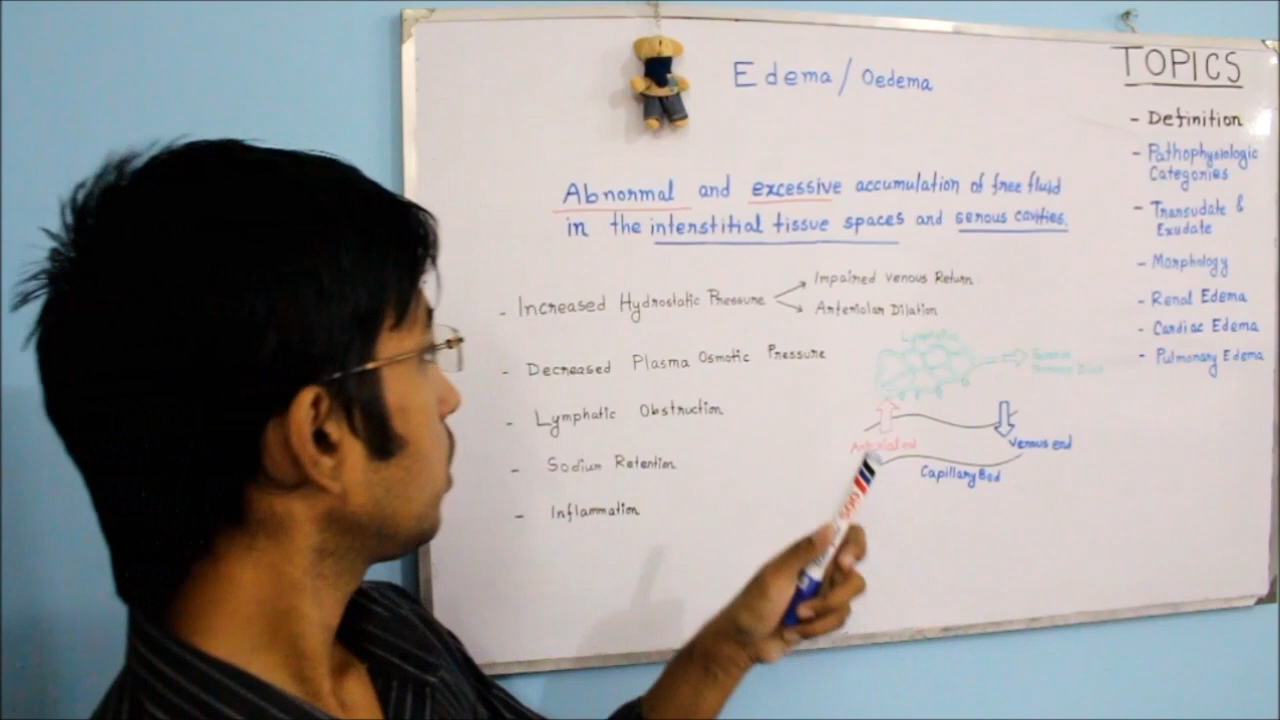 Edema/Oedema
Abnormal and excessive accumulation of free fluid
in the interstitial tissue spaces and serous cavities.
- Increased Hydrostatic Pressure
Impaired Venous Return
Arteriolar Dilation
- Decreased Plasma Osmotic Pressure
- Lymphatic Obstruction
- Sodium Retention
- Inflammation
Venous end
Capillary Bed
TOPICS
- Definition
- Pathophysiologic
Categories
- Transudate &
Exudate
- Morphology
- Renal Edema
- Cardiac Edema
- Pulmonary Edema